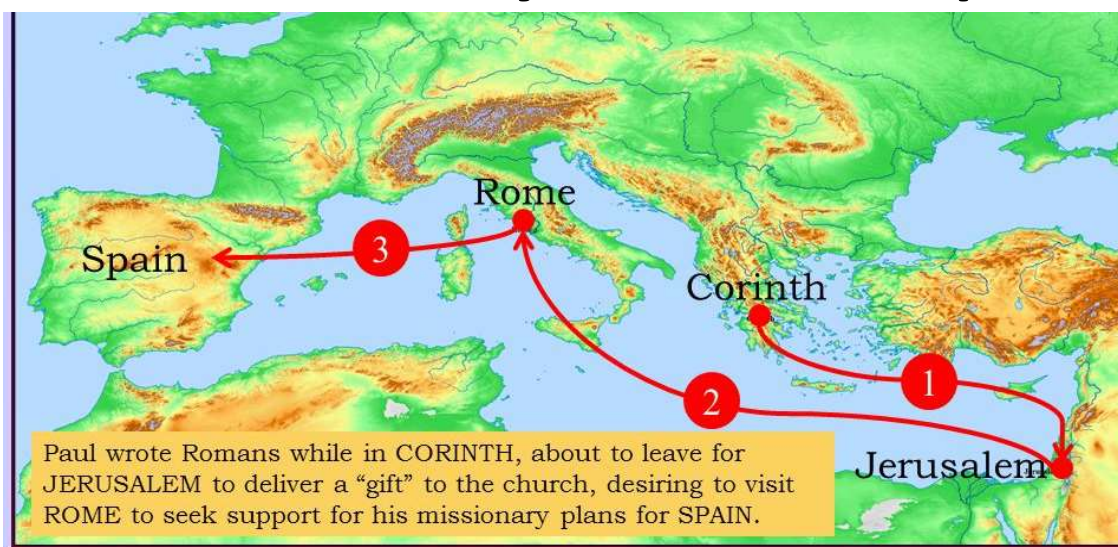 Rome
Spain
3
Corinth
1
2
Jerusalem
Paul wrote Romans while in CORINTH, about to leave for
JERUSALEM to deliver a “gift” to the church, desiring to visit
ROME to seek support for his missionary plans for SPAIN.